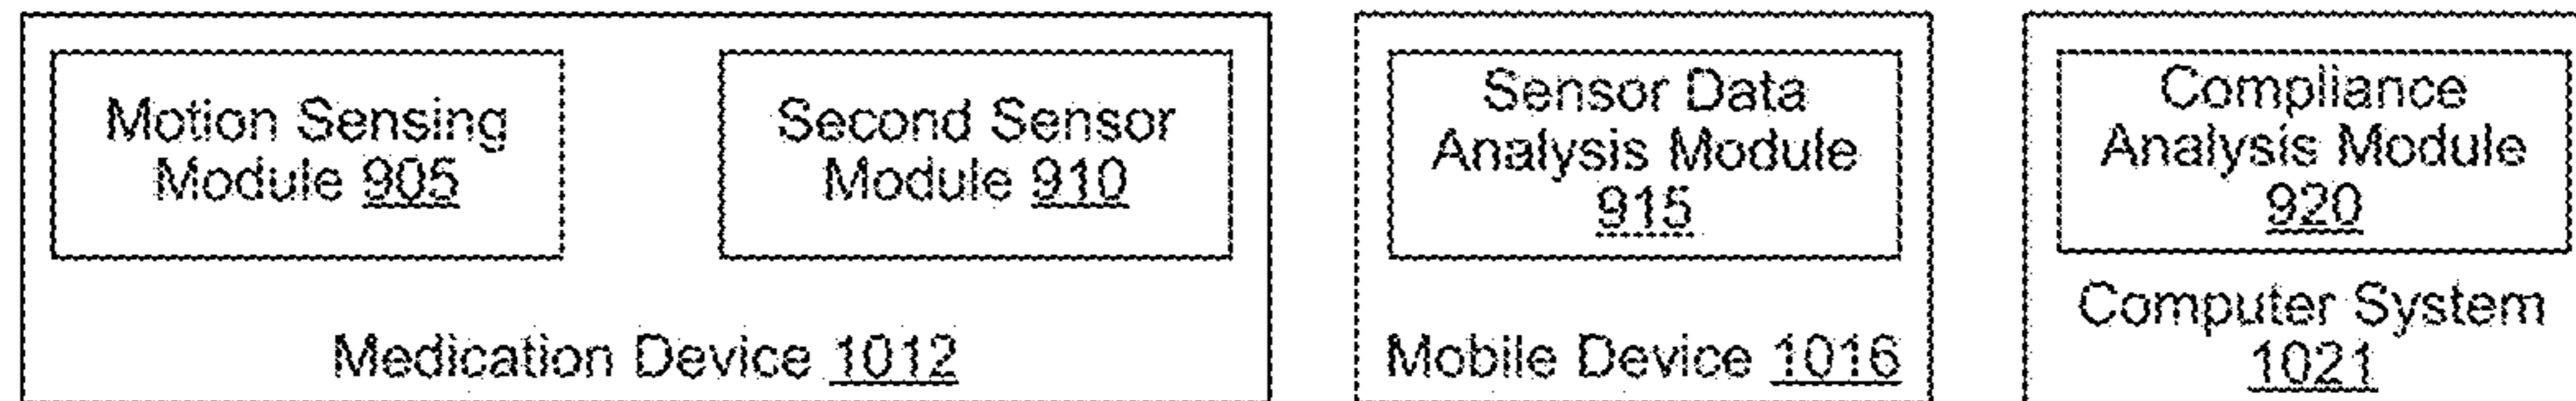 Motion Sensing
Module 905
Second Sensor
Module 910
Medication Device 1012
Sensor Data
Analysis Module
915
Mobile Device 1016
Compliance
Analysis Module
920
Computer System
1021